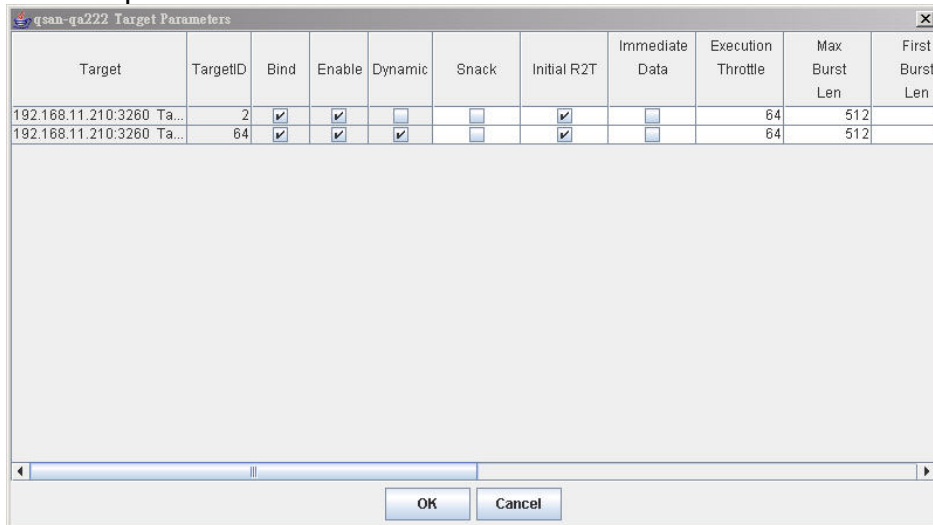 qsan-qa222 Target Parameters
Target TargetID Bind Enable Dynamic Snack Initial R2T Immediate Data Execution Throttle Max Burst Len First Burst Len
192.168.11.210:3260 Ta... 2 64 512
192.168.11.210:3260 Ta... 64 64 512
OK Cancel